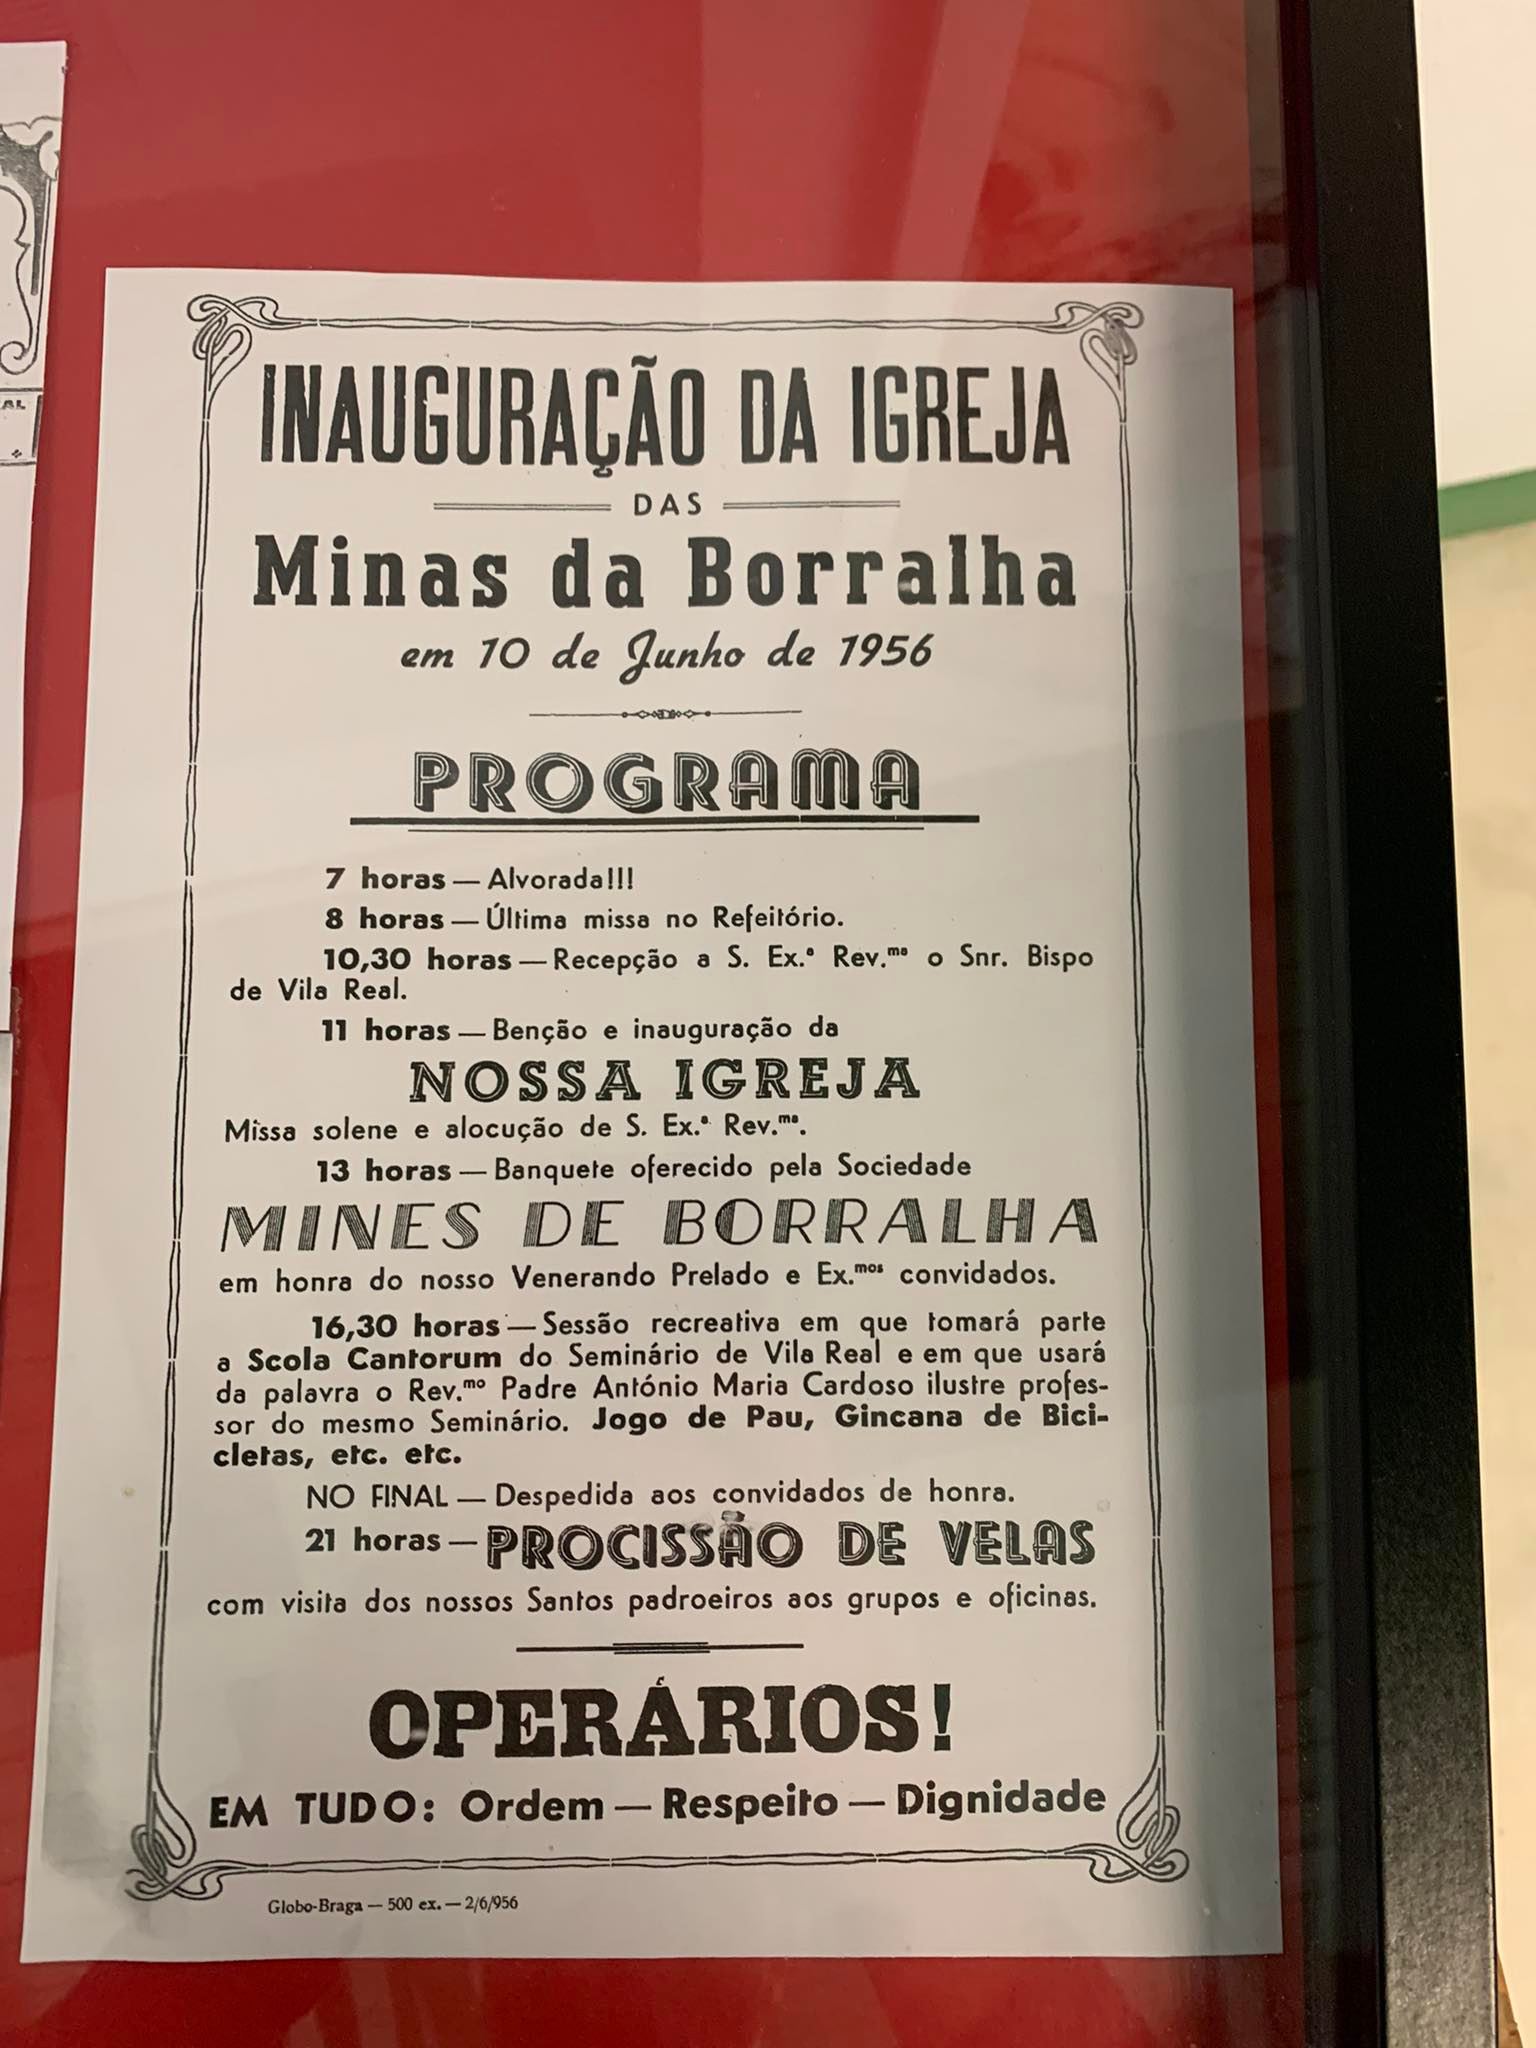 AL
INAUGURAÇÃO DA IGREJA
DAS
Minas da Borralha
em 10 de Junho de 1956
PROGRAMA
7 horas — Alvorada!!!
8 horas — Última missa no Refeitório.
10,30 horas — Recepção a S. Ex.ª Rev.ᵐᵃ o Snr. Bispo
de Vila Real.
11 horas — Benção e inauguração da
NOSSA IGREJA
Missa solene e alocução de S. Ex.ª Rev.ᵐᵃ.
13 horas — Banquete oferecido pela Sociedade
MINES DE BORRALHA
em honra do nosso Venerando Prelado e Ex.ᵐᵒˢ convidados.
16,30 horas — Sessão recreativa em que tomará parte
a Scola Cantorum do Seminário de Vila Real e em que usará
da palavra o Rev.ᵐᵒ Padre António Maria Cardoso ilustre profes-
sor do mesmo Seminário. Jogo de Pau, Gincana de Bici-
cletas, etc. etc.
NO FINAL — Despedida aos convidados de honra.
21 horas — PROCISSÃO DE VELAS
com visita dos nossos Santos padroeiros aos grupos e oficinas.
OPERÁRIOS!
EM TUDO: Ordem — Respeito — Dignidade
Globo-Braga — 500 ex. — 2/6/956